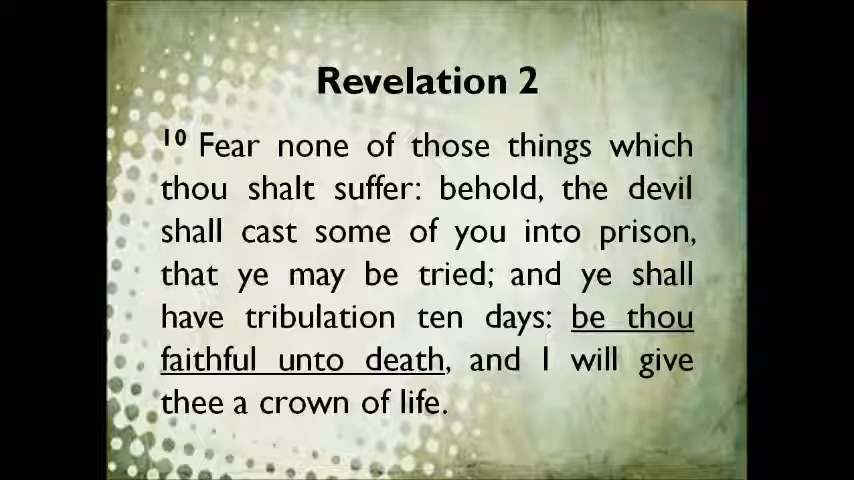 Revelation 2
10 Fear none of those things which
thou shalt suffer: behold, the devil
shall cast some of you into prison,
that ye may be tried; and ye shall
have tribulation ten days: be thou
faithful unto death, and I will give
thee a crown of life.